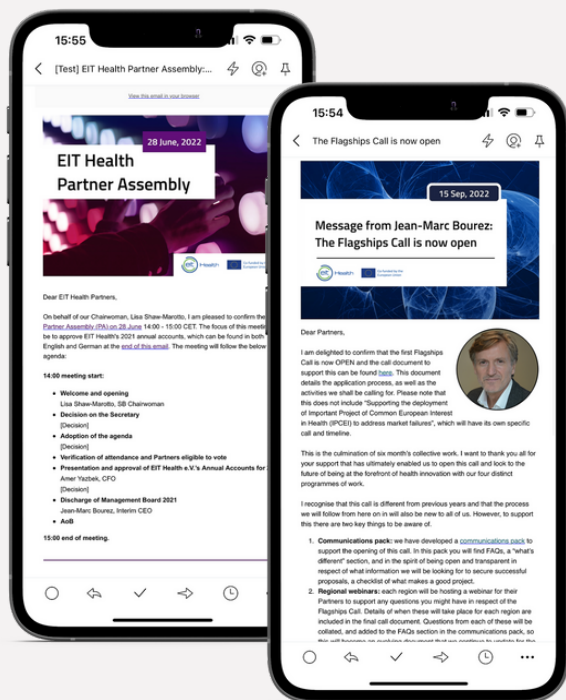 15:55
[Test] EIT Health Partner Assembly:...
View this email in your browser
28 June, 2022
EIT Health
Partner Assembly
eit Health
Co-funded by the
European Union
Dear EIT Health Partners,
On behalf of our Chairwoman, Lisa Shaw-Marotto, I am pleased to confirm the
Partner Assembly (PA) on 28 June 14:00 - 15:00 CET. The focus of this meeti
be to approve EIT Health's 2021 annual accounts, which can be found in both
English and German at the end of this email. The meeting will follow the below
agenda:
14:00 meeting start:
• Welcome and opening
Lisa Shaw-Marotto, SB Chairwoman
• Decision on the Secretary
[Decision]
• Adoption of the agenda
[Decision]
• Verification of attendance and Partners eligible to vote
• Presentation and approval of EIT Health e.V.'s Annual Accounts for
Amer Yazbek, CFO
[Decision]
• Discharge of Management Board 2021
Jean-Marc Bourez, Interim CEO
• AoB
15:00 end of meeting.
15:54
The Flagships Call is now open
15 Sep, 2022
Message from Jean-Marc Bourez:
The Flagships Call is now open
eit Health
Co-funded by the
European Union
Dear Partners,
I am delighted to confirm that the first Flagships
Call is now OPEN and the call document to
support this can be found here. This document
details the application process, as well as the
activities we shall be calling for. Please note that
this does not include "Supporting the deployment
of Important Project of Common European Interest
in Health (IPCEI) to address market failures", which will have its own specific
call and timeline.
This is the culmination of six month's collective work. I want to thank you all for
your support that has ultimately enabled us to open this call and look to the
future of being at the forefront of health innovation with our four distinct
programmes of work.
I recognise that this call is different from previous years and that the process
we will follow from here on in will also be new to all of us. However, to support
this there are two key things to be aware of.
1. Communications pack: we have developed a communications pack to
support the opening of this call. In this pack you will find FAQs, a "what's
different" section, and in the spirit of being open and transparent in
respect of what information we will be looking for to secure successful
proposals, a checklist of what makes a good project.
2. Regional webinars: each region will be hosting a webinar for their
Partners to support any questions you might have in respect of the
Flagships Call. Details of when these will take place for each region are
included in the final call document. Questions from each of these will be
collated, and added to the FAQs section in the communications pack, so